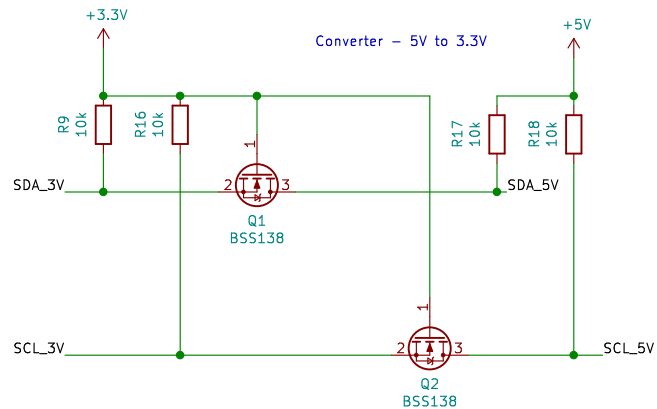 +3.3V
Converter - 5V to 3.3V
+5V
R9
10k
R16
10k
R17
10k
R18
10k
1
SDA_3V
2
3
SDA_5V
Q1
BSS138
1
SCL_3V
2
3
SCL_5V
Q2
BSS138